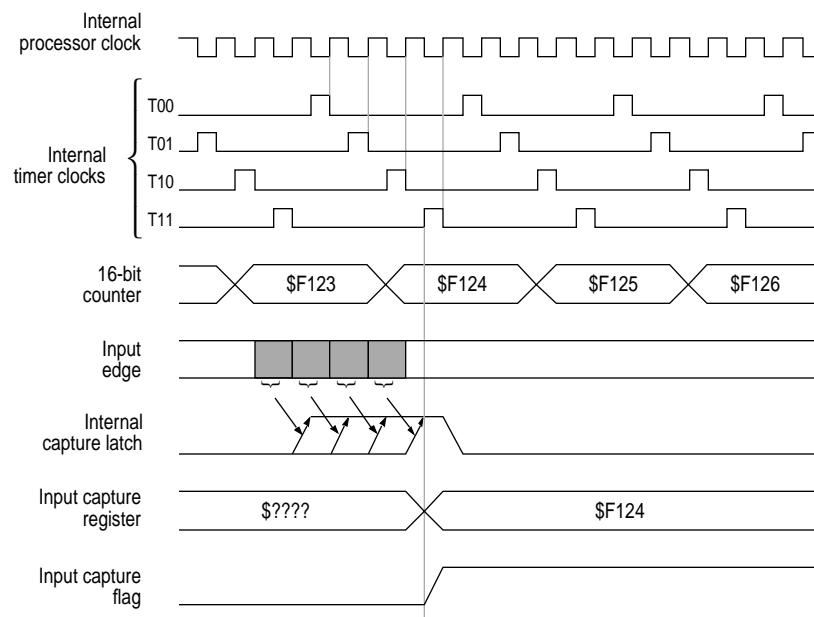 Internal
processor clock
T00
T01
Internal
timer clocks
T10
T11
16-bit
counter
$F123
$F124
$F125
$F126
Input
edge
Internal
capture latch
Input capture
register
$????
$F124
Input capture
flag